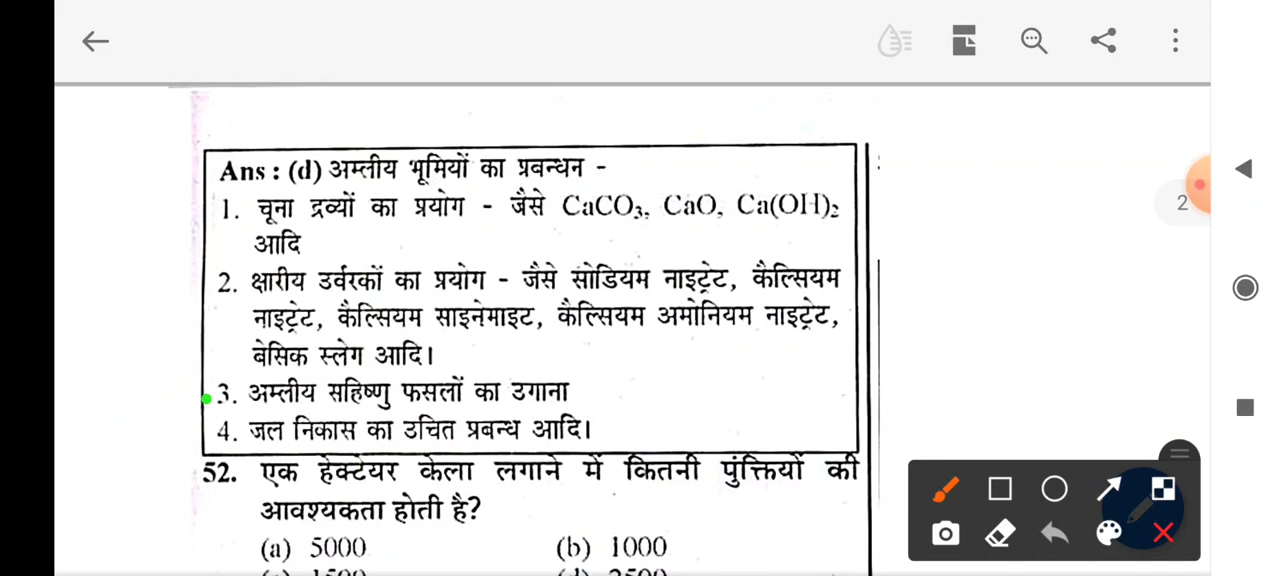 2
Ans : (d) अम्लीय भूमियों का प्रबन्धन -
1. चूना द्रव्यों का प्रयोग - जैसे CaCO₃, CaO, Ca(OH)₂
आदि
2. क्षारीय उर्वरकों का प्रयोग - जैसे सोडियम नाइट्रेट, कैल्सियम
नाइट्रेट, कैल्सियम साइनेमाइट, कैल्सियम अमोनियम नाइट्रेट,
बेसिक स्लेग आदि।
3. अम्लीय सहिष्णु फसलों का उगाना
4. जल निकास का उचित प्रबन्ध आदि।
52. एक हेक्टेयर केला लगाने में कितनी पुंक्तियों की
आवश्यकता होती है?
(a) 5000 (b) 1000